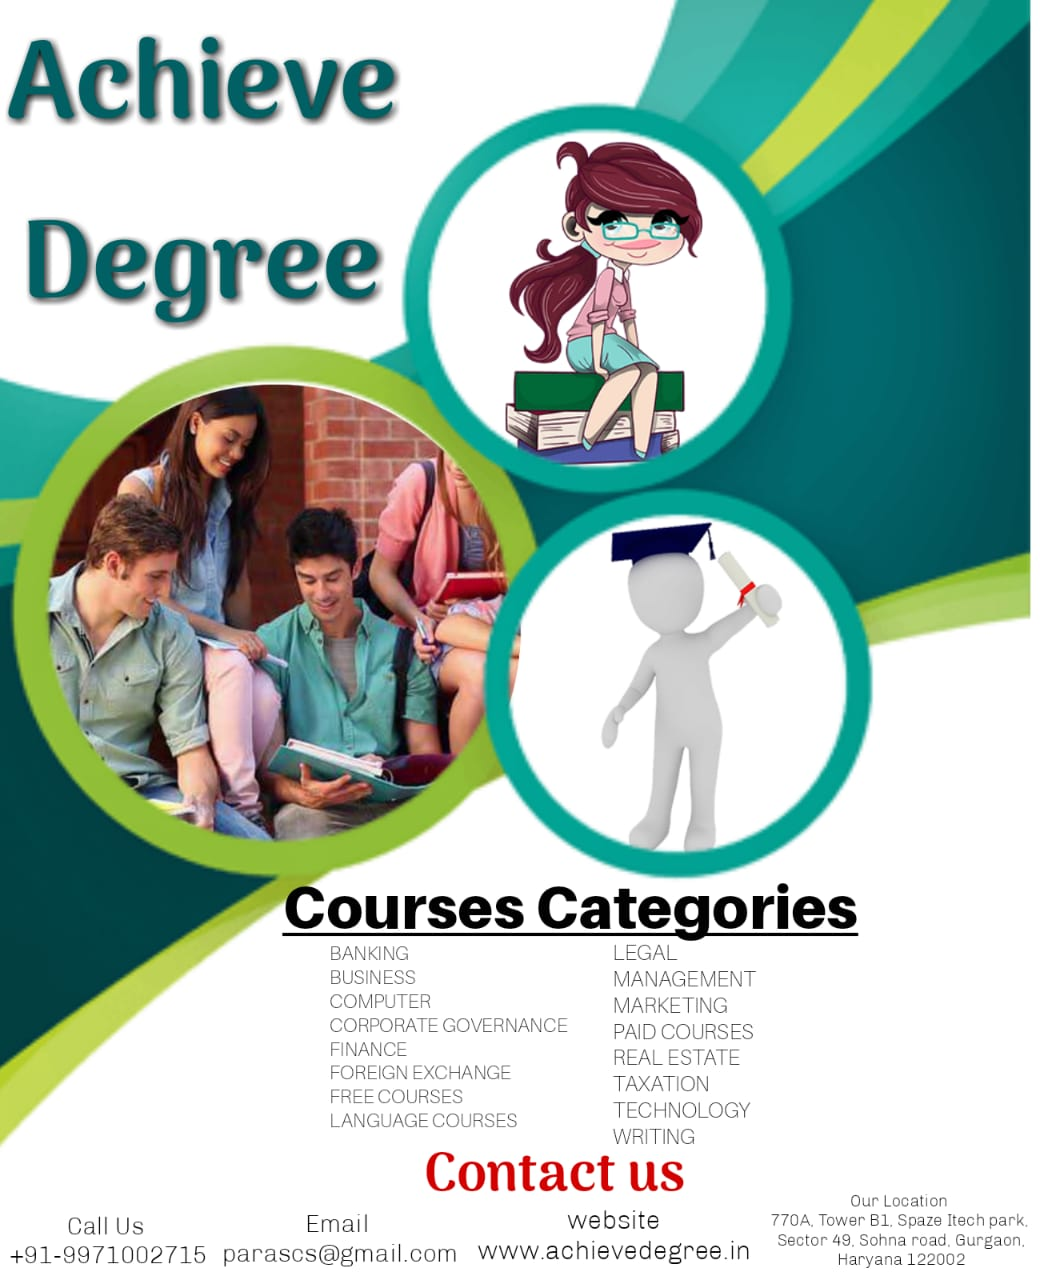 Achieve
Degree
Courses Categories
BANKING
BUSINESS
COMPUTER
CORPORATE GOVERNANCE
FINANCE
FOREIGN EXCHANGE
FREE COURSES
LANGUAGE COURSES
LEGAL
MANAGEMENT
MARKETING
PAID COURSES
REAL ESTATE
TAXATION
TECHNOLOGY
WRITING
Contact us
Call Us
+91-9971002715
Email
parascs@gmail.com
website
www.achievedegree.in
Our Location
770A, Tower B1, Spaze Itech park,
Sector 49, Sohna road, Gurgaon,
Haryana 122002